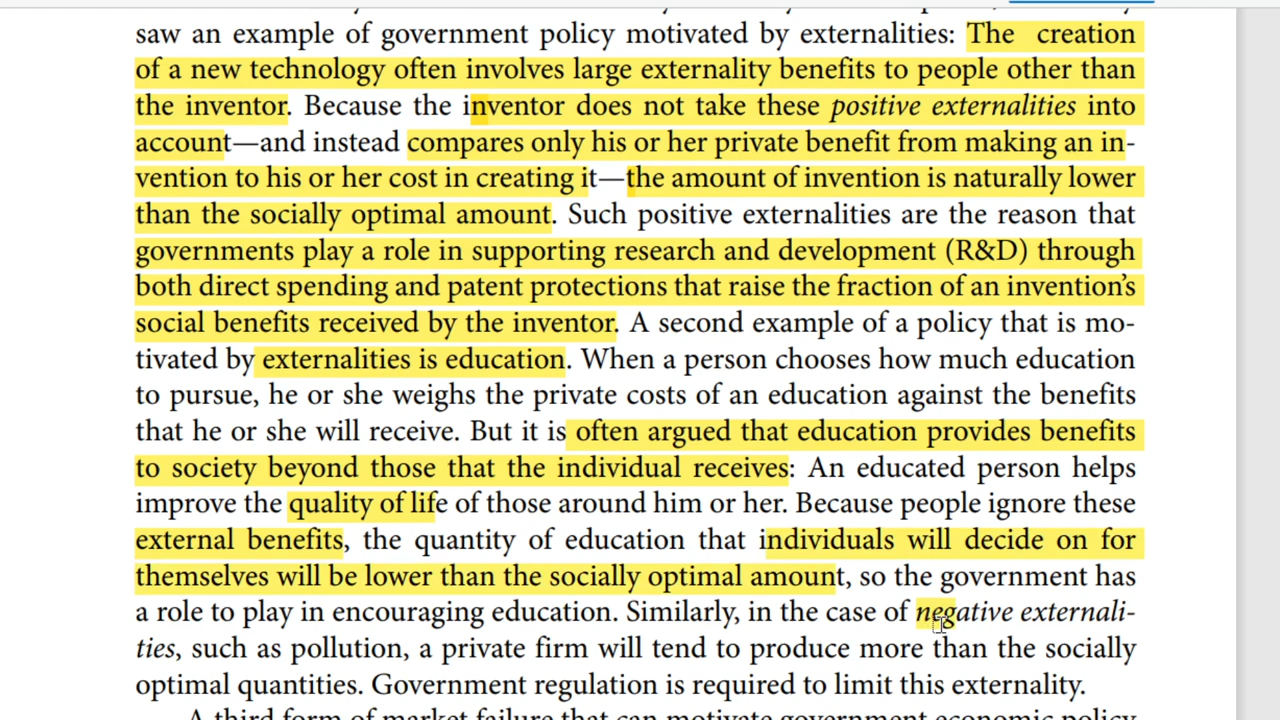 saw an example of government policy motivated by externalities: The creation
of a new technology often involves large externality benefits to people other than
the inventor. Because the inventor does not take these positive externalities into
account—and instead compares only his or her private benefit from making an in-
vention to his or her cost in creating it—the amount of invention is naturally lower
than the socially optimal amount. Such positive externalities are the reason that
governments play a role in supporting research and development (R&D) through
both direct spending and patent protections that raise the fraction of an invention’s
social benefits received by the inventor. A second example of a policy that is mo-
tivated by externalities is education. When a person chooses how much education
to pursue, he or she weighs the private costs of an education against the benefits
that he or she will receive. But it is often argued that education provides benefits
to society beyond those that the individual receives: An educated person helps
improve the quality of life of those around him or her. Because people ignore these
external benefits, the quantity of education that individuals will decide on for
themselves will be lower than the socially optimal amount, so the government has
a role to play in encouraging education. Similarly, in the case of negative externali-
ties, such as pollution, a private firm will tend to produce more than the socially
optimal quantities. Government regulation is required to limit this externality.
A third form of market failure that can motivate government economic policy